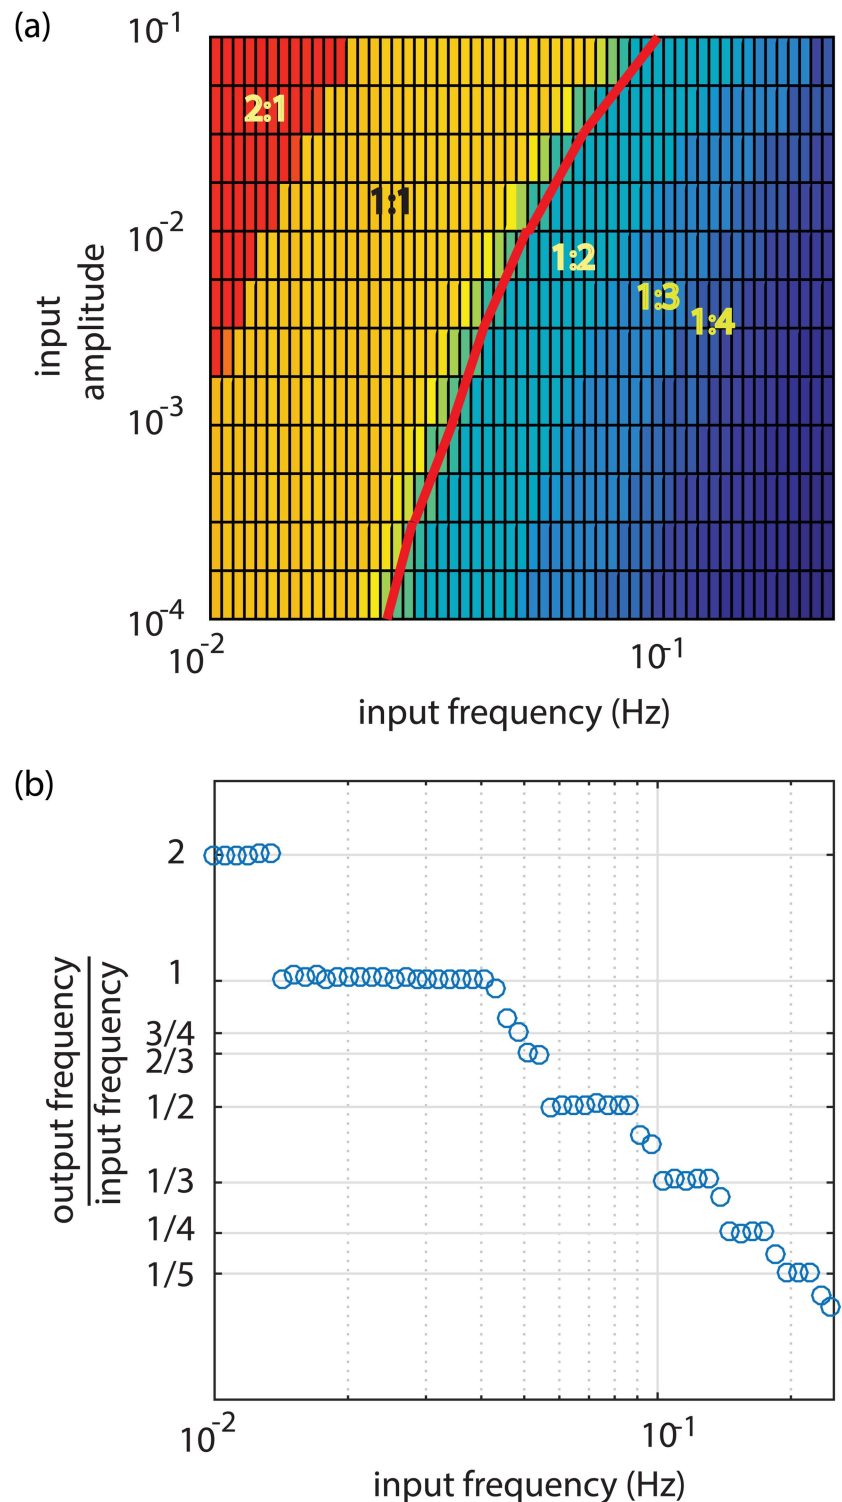 (a)
10-1
2:1
1:1
10-2
1:2
1:3
1:4
input
amplitude
10-3
10-4
10-2
10-1
input frequency (Hz)
(b)
2
1
3/4
2/3
1/2
1/3
1/4
1/5
output frequency
input frequency
10-2
10-1
input frequency (Hz)